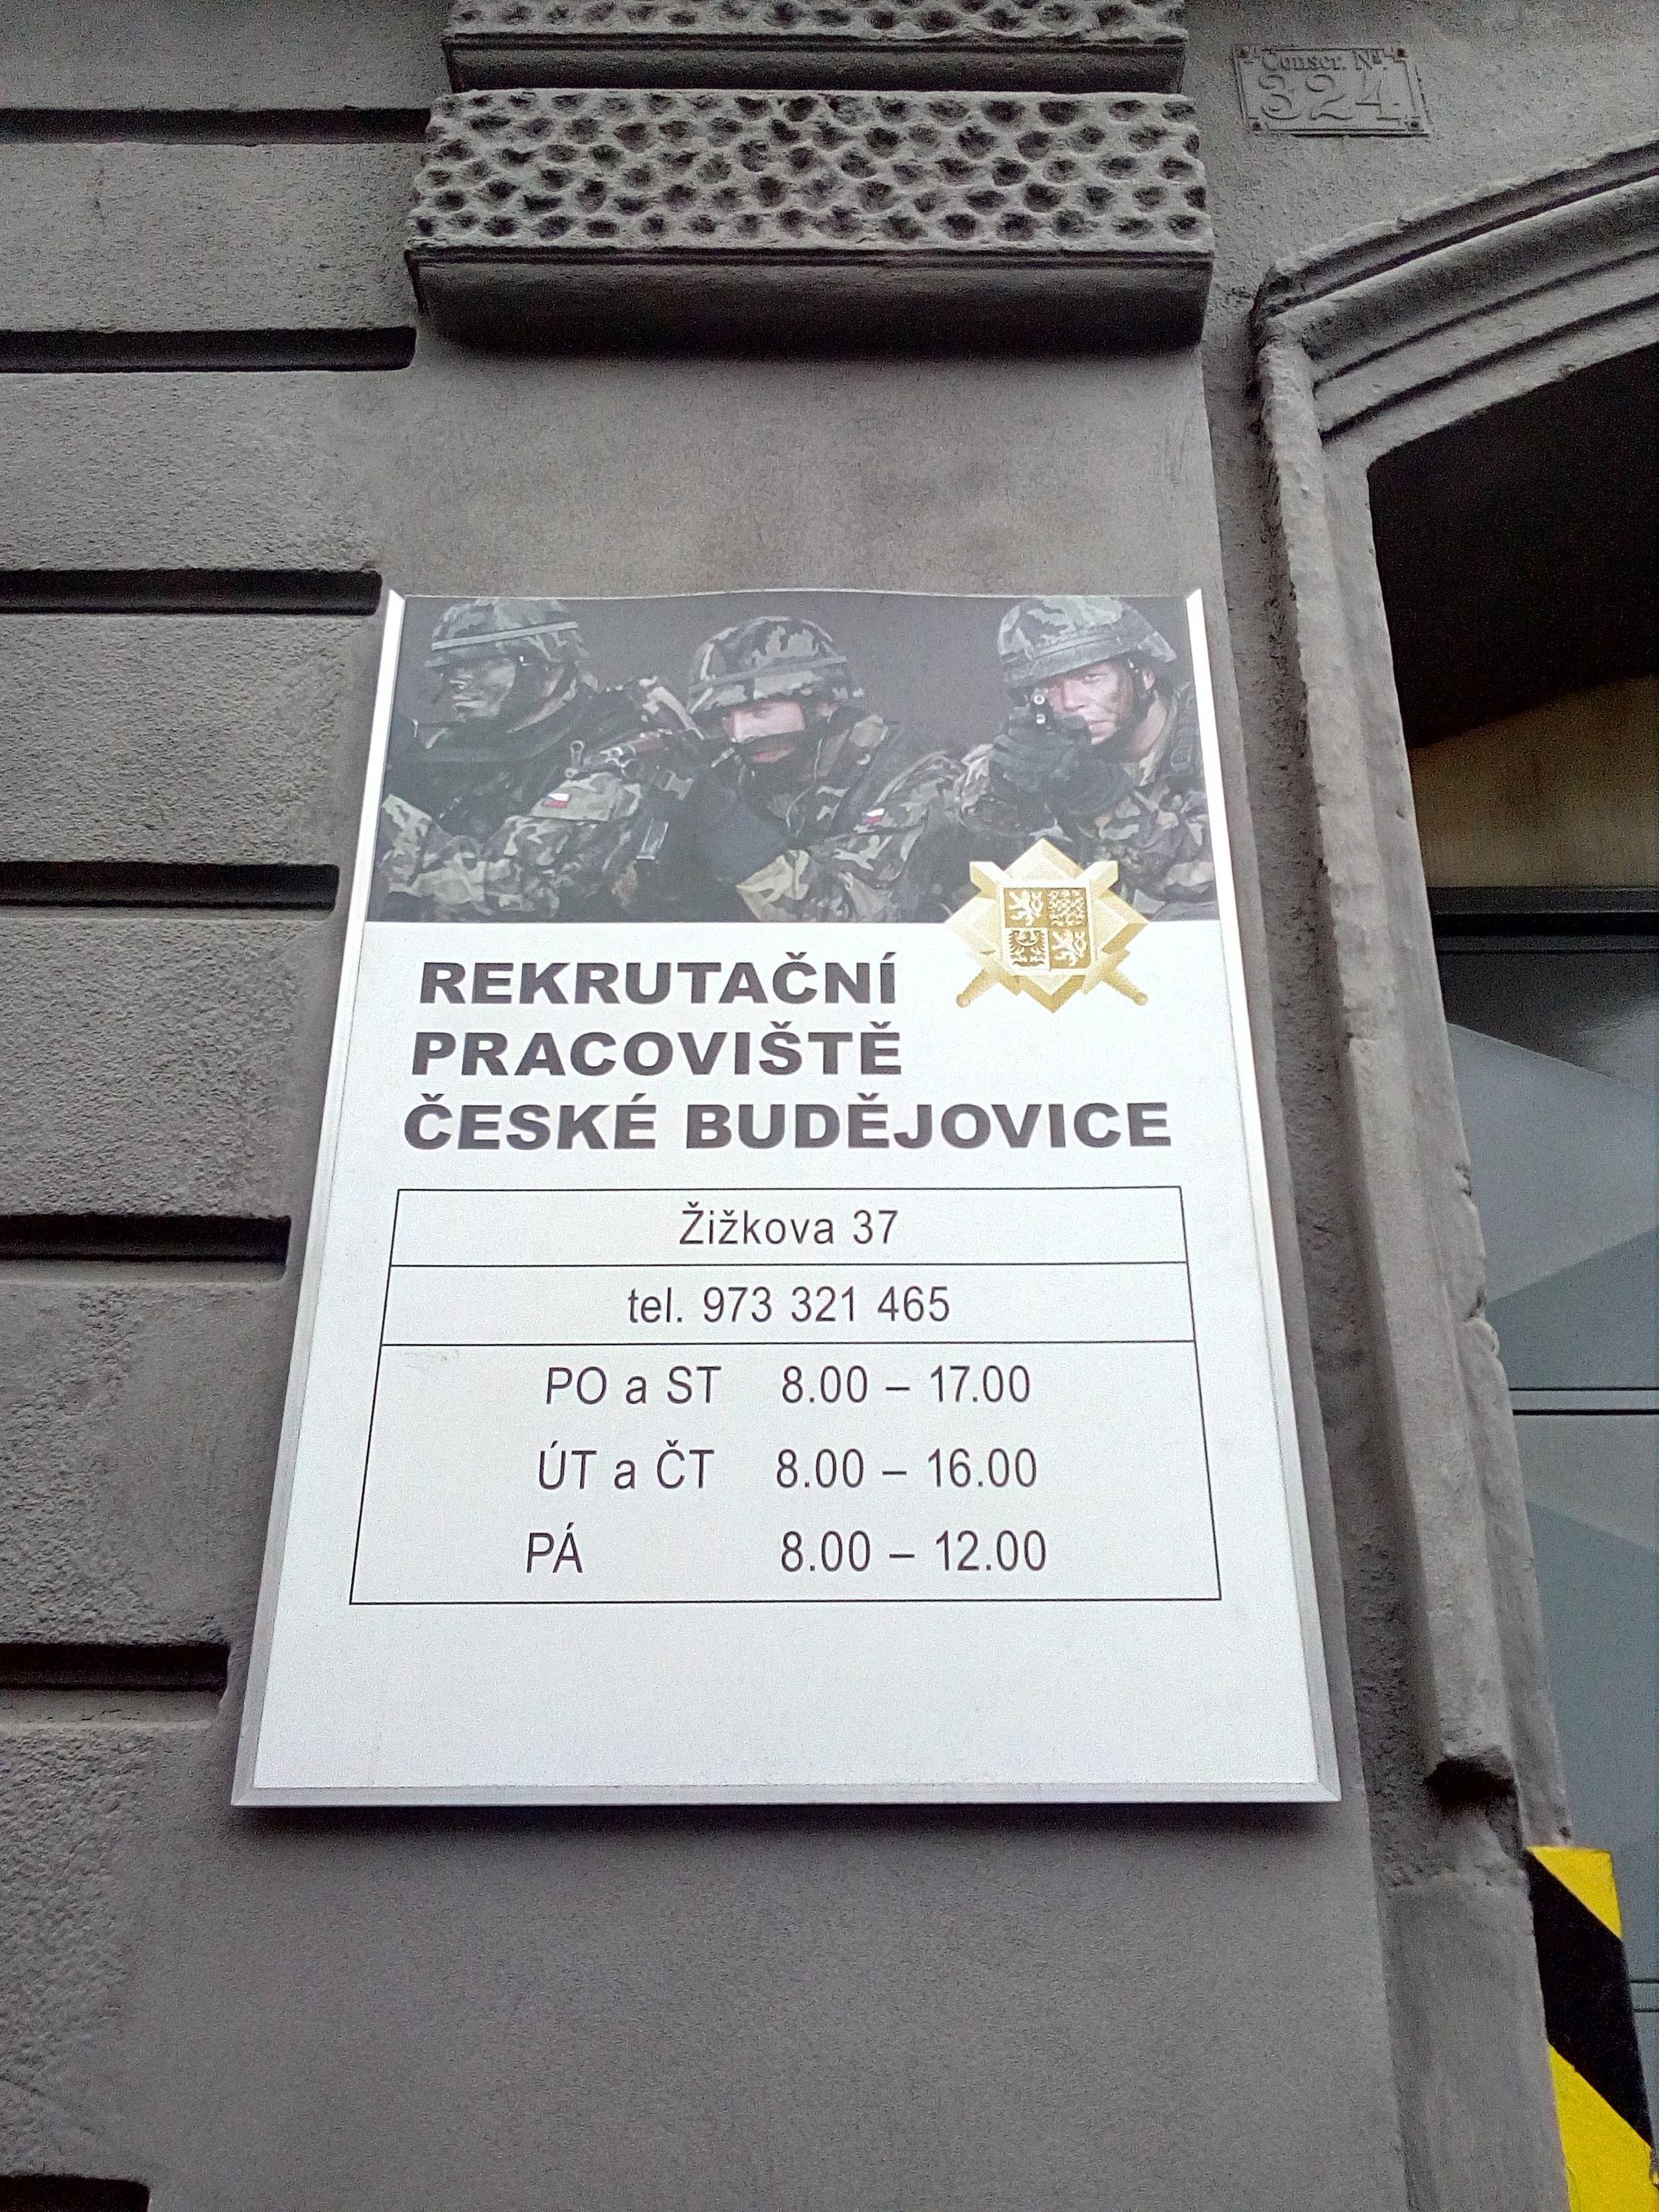 Conscr. Nº
324
REKRUTAČNÍ
PRACOVIŠTĚ
ČESKÉ BUDĚJOVICE
Žižkova 37
tel. 973 321 465
PO a ST 8.00 – 17.00
ÚT a ČT 8.00 – 16.00
PÁ 8.00 – 12.00